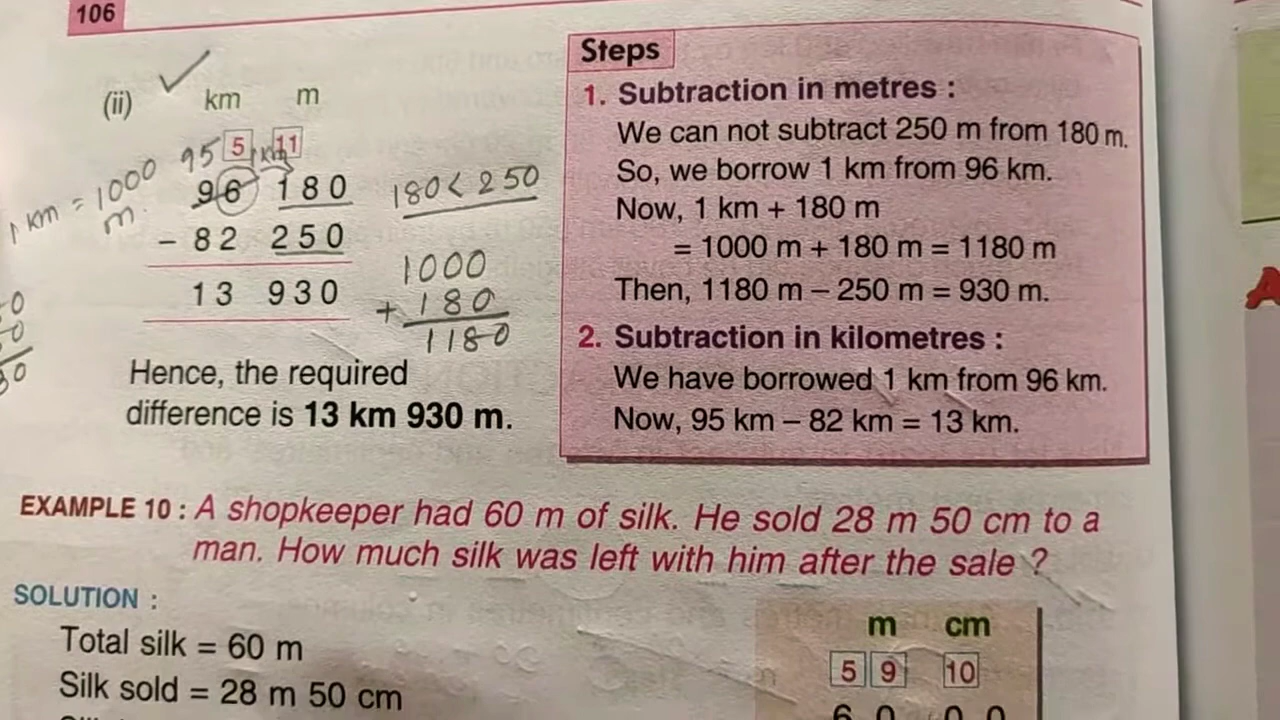 106
(ii) km m
95 5 1 km 11
1 km = 1000 m.
96 180
180 < 250
- 82 250
13 930
1000
+ 180
1180
Hence, the required
difference is 13 km 930 m.
Steps
1. Subtraction in metres :
We can not subtract 250 m from 180 m.
So, we borrow 1 km from 96 km.
Now, 1 km + 180 m
= 1000 m + 180 m = 1180 m
Then, 1180 m – 250 m = 930 m.
2. Subtraction in kilometres :
We have borrowed 1 km from 96 km.
Now, 95 km – 82 km = 13 km.
EXAMPLE 10 : A shopkeeper had 60 m of silk. He sold 28 m 50 cm to a
man. How much silk was left with him after the sale ?
SOLUTION :
Total silk = 60 m
Silk sold = 28 m 50 cm
m cm
5 9 10
6 0 0 0